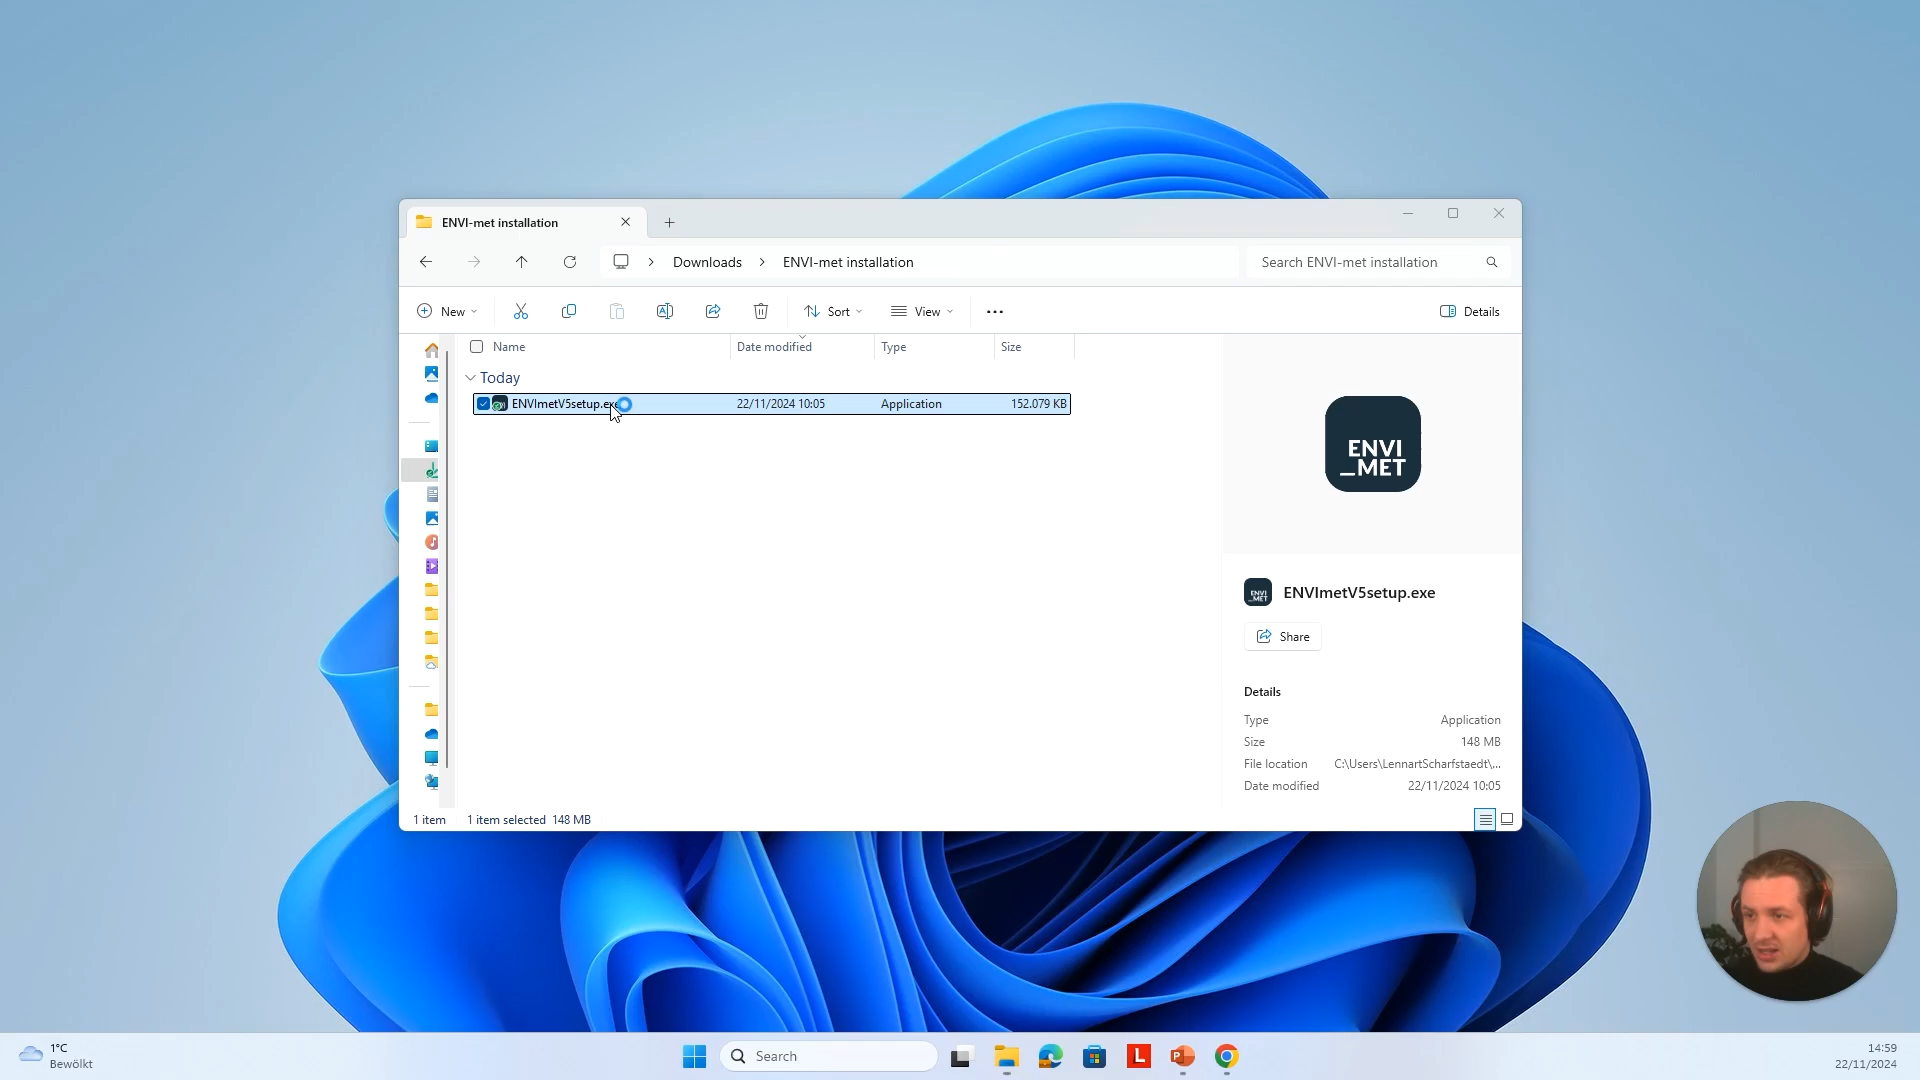 ENVI-met installation
Downloads
ENVI-met installation
Search ENVI-met installation
New
Sort
View
Details
Name
Date modified
Type
Size
Today
ENVImetV5setup.exe
22/11/2024 10:05
Application
152.079 KB
ENVI
_MET
ENVI
_MET
ENVImetV5setup.exe
Share
Details
Type
Application
Size
148 MB
File location
C:\Users\LennartScharfstaedt\...
Date modified
22/11/2024 10:05
1 item
1 item selected 148 MB
1°C
Bewölkt
Search
L
P
14:59
22/11/2024